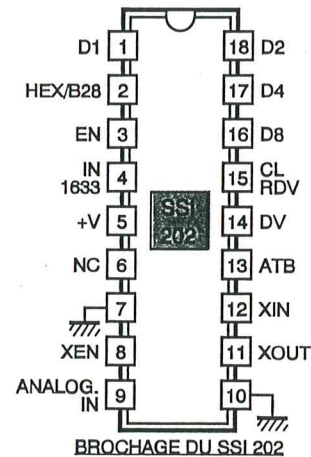 D1 1 18 D2
HEX/B28 2 17 D4
EN 3 16 D8
IN
1633 4 15 CL
RDV
+V 5 14 DV
NC 6 13 ATB
7 12 XIN
XEN 8 11 XOUT
ANALOG.
IN 9 10
SSI
202
BROCHAGE DU SSI 202